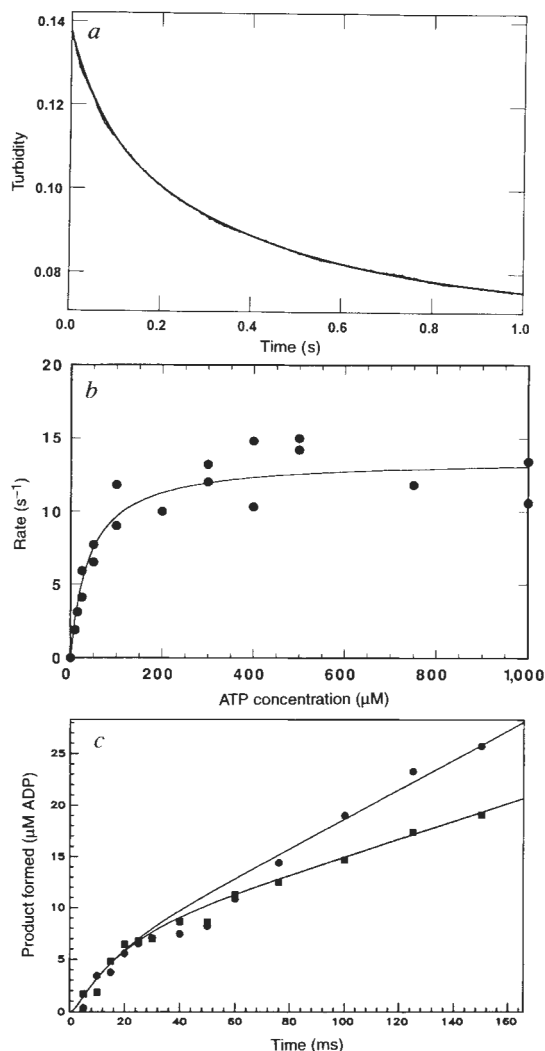 a
0.14
0.12
0.10
0.08
Turbidity
0.0 0.2 0.4 0.6 0.8 1.0
Time (s)
b
20
15
10
5
0
Rate (s⁻¹)
0 200 400 600 800 1,000
ATP concentration (μM)
c
25
20
15
10
5
0
Product formed (μM ADP)
0 20 40 60 80 100 120 140 160
Time (ms)